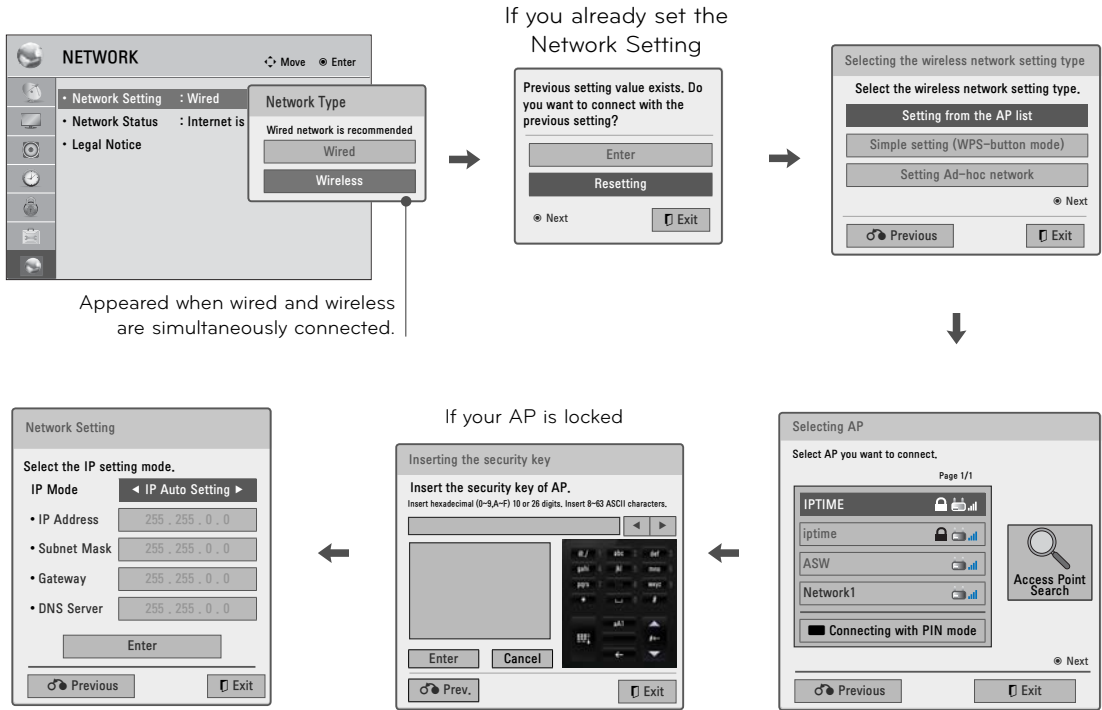 If you already set the
Network Setting
NETWORK
Move Enter
• Network Setting : Wired
• Network Status : Internet is
• Legal Notice
Network Type
Wired network is recommended
Wired
Wireless
Appeared when wired and wireless
are simultaneously connected.
Previous setting value exists. Do
you want to connect with the
previous setting?
Enter
Resetting
Next
Exit
Selecting the wireless network setting type
Select the wireless network setting type.
Setting from the AP list
Simple setting (WPS-button mode)
Setting Ad-hoc network
Next
Previous
Exit
Selecting AP
Select AP you want to connect.
Page 1/1
IPTIME
iptime
ASW
Network1
Connecting with PIN mode
Access Point
Search
Next
Previous
Exit
If your AP is locked
Inserting the security key
Insert the security key of AP.
Insert hexadecimal (0-9,A-F) 10 or 26 digits. Insert 8-63 ASCII characters.
abc def
jkl
Enter
Cancel
Prev.
Exit
Network Setting
Select the IP setting mode.
IP Mode ◄ IP Auto Setting ►
• IP Address 255 . 255 . 0 . 0
• Subnet Mask 255 . 255 . 0 . 0
• Gateway 255 . 255 . 0 . 0
• DNS Server 255 . 255 . 0 . 0
Enter
Previous
Exit